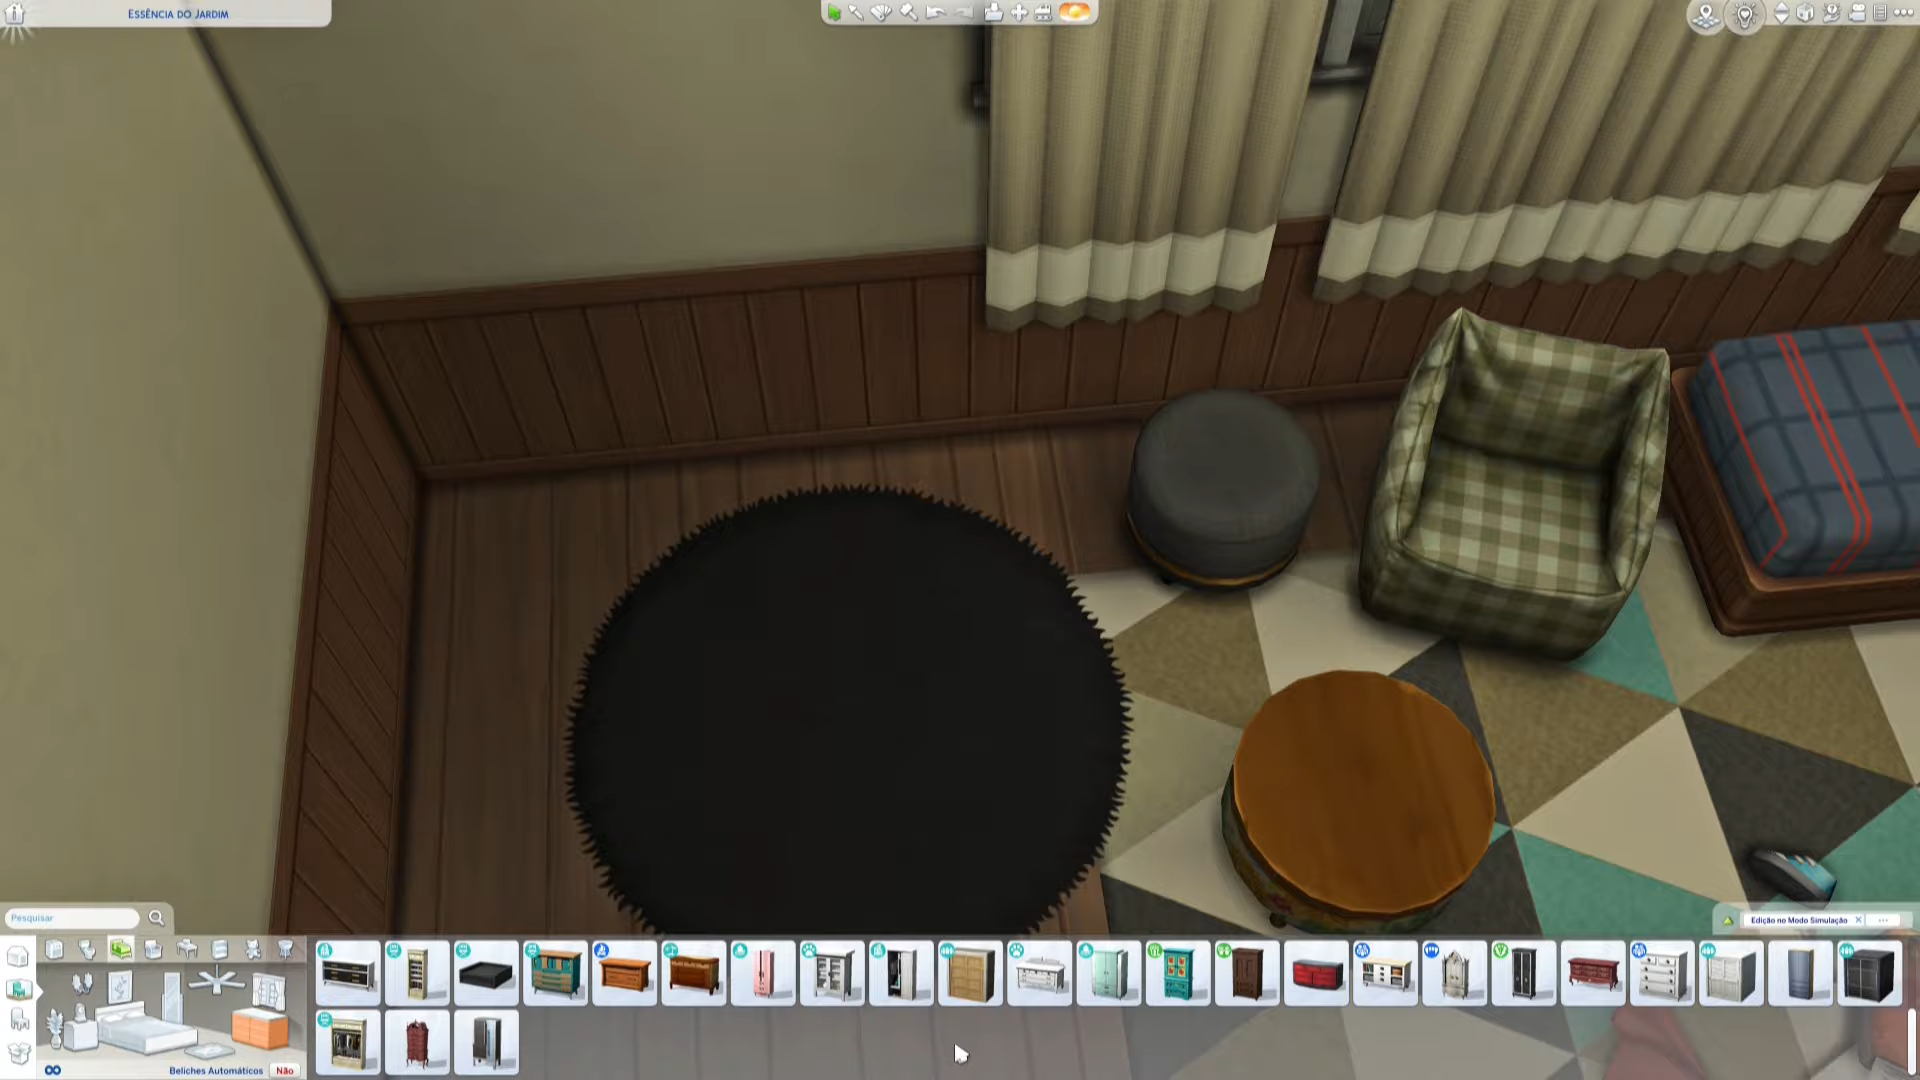 ESSÊNCIA DO JARDIM
Pesquisar
Edição no Modo Simulação
Beliches Automáticos Não